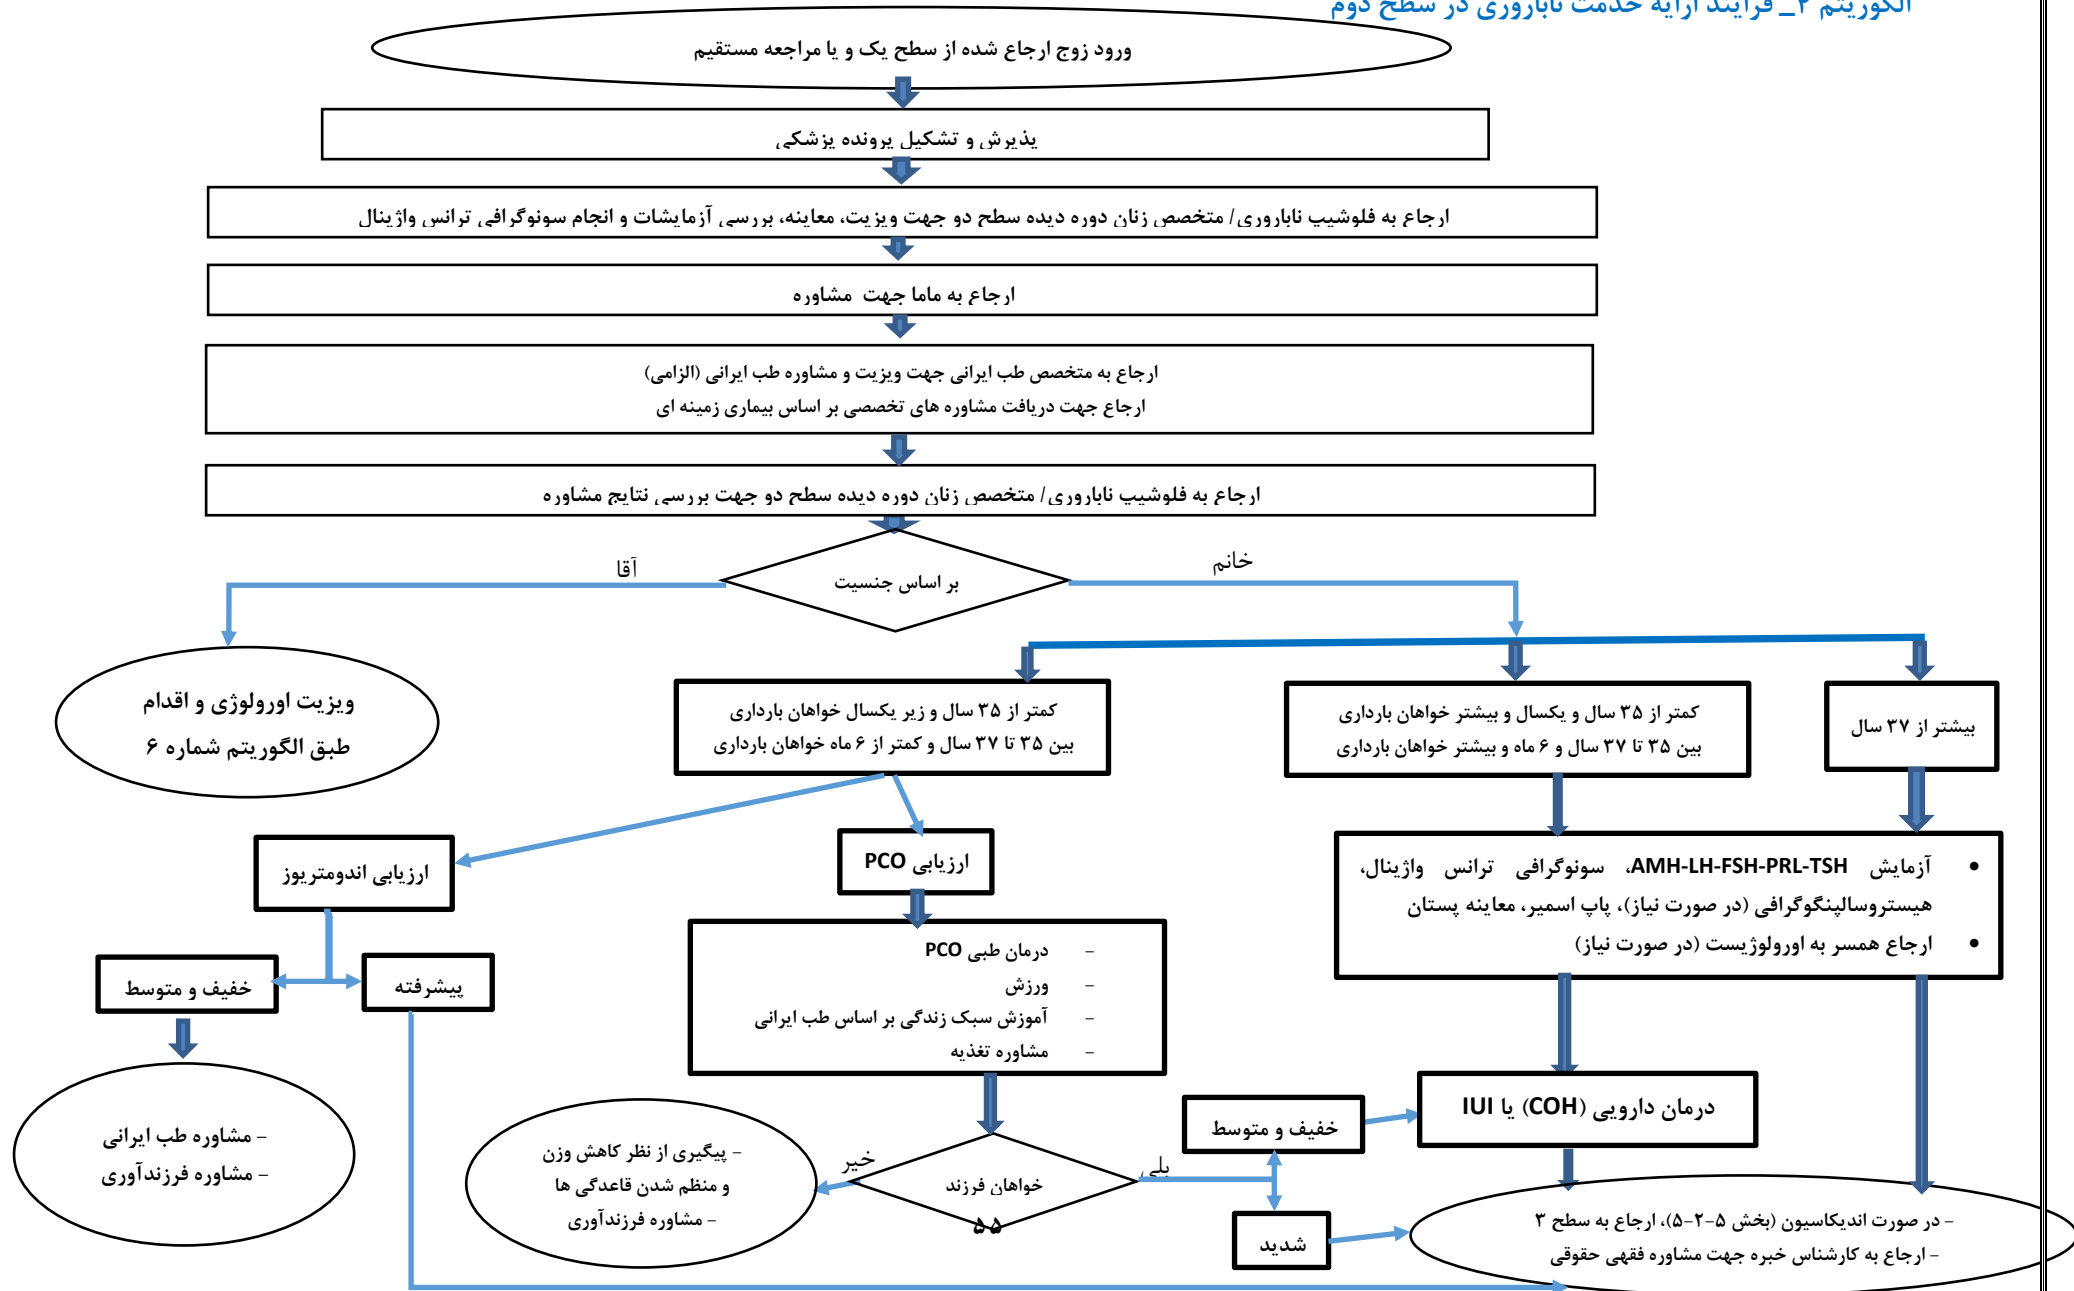 الگوریتم ۲_ فرآیند ارایه خدمت ناباروری در سطح دوم
ورود زوج ارجاع شده از سطح یک و یا مراجعه مستقیم
پذیرش و تشکیل پرونده پزشکی
ارجاع به فلوشیپ ناباروری/ متخصص زنان دوره دیده سطح دو جهت ویزیت، معاینه، بررسی آزمایشات و انجام سونوگرافی ترانس واژینال
ارجاع به ماما جهت مشاوره
ارجاع به متخصص طب ایرانی جهت ویزیت و مشاوره طب ایرانی (الزامی)
ارجاع جهت دریافت مشاوره های تخصصی بر اساس بیماری زمینه ای
ارجاع به فلوشیپ ناباروری/ متخصص زنان دوره دیده سطح دو جهت بررسی نتایج مشاوره
بر اساس جنسیت
خانم
آقا
بیشتر از ۳۷ سال
کمتر از ۳۵ سال و یکسال و بیشتر خواهان بارداری
بین ۳۵ تا ۳۷ سال و ۶ ماه و بیشتر خواهان بارداری
کمتر از ۳۵ سال و زیر یکسال خواهان بارداری
بین ۳۵ تا ۳۷ سال و کمتر از ۶ ماه خواهان بارداری
ویزیت اورولوژی و اقدام
طبق الگوریتم شماره ۶
• آزمایش AMH-LH-FSH-PRL-TSH، سونوگرافی ترانس واژینال،
هیستروسالپنگوگرافی (در صورت نیاز)، پاپ اسمیر، معاینه پستان
• ارجاع همسر به اورولوژیست (در صورت نیاز)
ارزیابی PCO
ارزیابی اندومتریوز
- درمان طبی PCO
- ورزش
- آموزش سبک زندگی بر اساس طب ایرانی
- مشاوره تغذیه
پیشرفته
خفیف و متوسط
- مشاوره طب ایرانی
- مشاوره فرزندآوری
درمان دارویی (COH) یا IUI
خفیف و متوسط
شدید
بلی
خواهان فرزند
خیر
- پیگیری از نظر کاهش وزن
و منظم شدن قاعدگی ها
- مشاوره فرزندآوری
- در صورت اندیکاسیون (بخش ۵-۲-۵)، ارجاع به سطح ۳
- ارجاع به کارشناس خبره جهت مشاوره فقهی حقوقی
۵۵